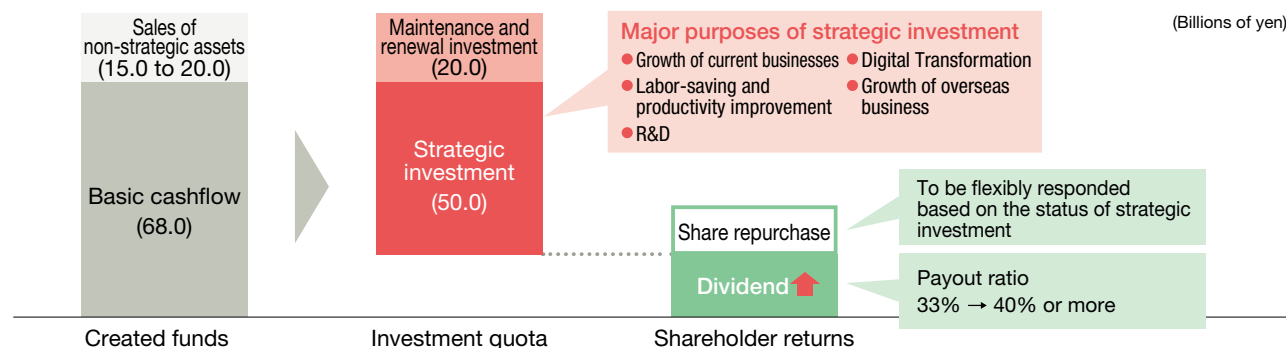 (Billions of yen)
Sales of
non-strategic assets
(15.0 to 20.0)
Basic cashflow
(68.0)
Created funds
Maintenance and
renewal investment
(20.0)
Strategic
investment
(50.0)
Investment quota
Major purposes of strategic investment
Growth of current businesses
Labor-saving and
productivity improvement
R&D
Digital Transformation
Growth of overseas
business
Share repurchase
Dividend
Shareholder returns
To be flexibly responded
based on the status of strategic
investment
Payout ratio
33% → 40% or more